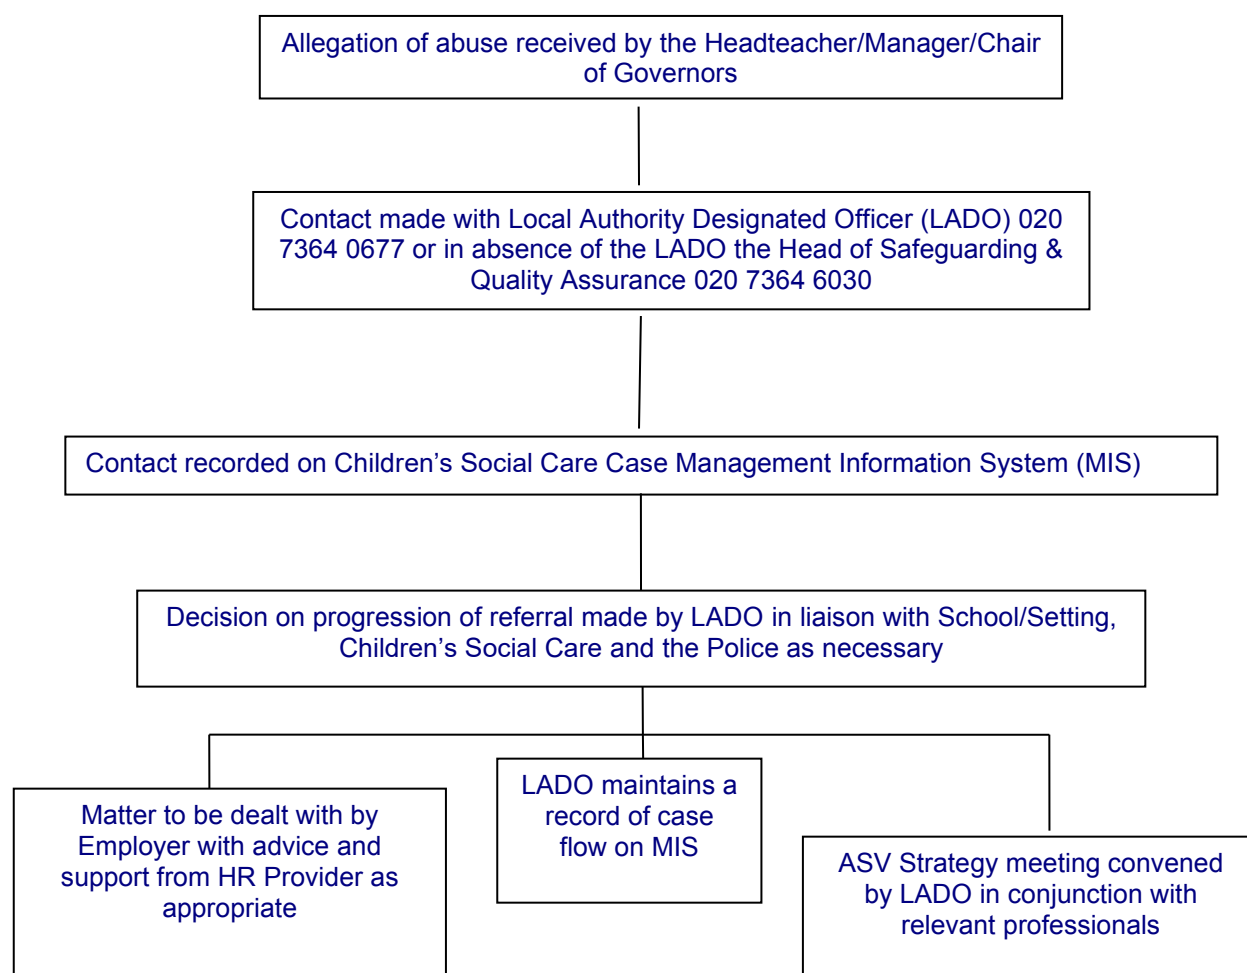 Allegation of abuse received by the Headteacher/Manager/Chair
of Governors
Contact made with Local Authority Designated Officer (LADO) 020
7364 0677 or in absence of the LADO the Head of Safeguarding &
Quality Assurance 020 7364 6030
Contact recorded on Children’s Social Care Case Management Information System (MIS)
Decision on progression of referral made by LADO in liaison with School/Setting,
Children’s Social Care and the Police as necessary
Matter to be dealt with by
Employer with advice and
support from HR Provider as
appropriate
LADO maintains a
record of case
flow on MIS
ASV Strategy meeting convened
by LADO in conjunction with
relevant professionals